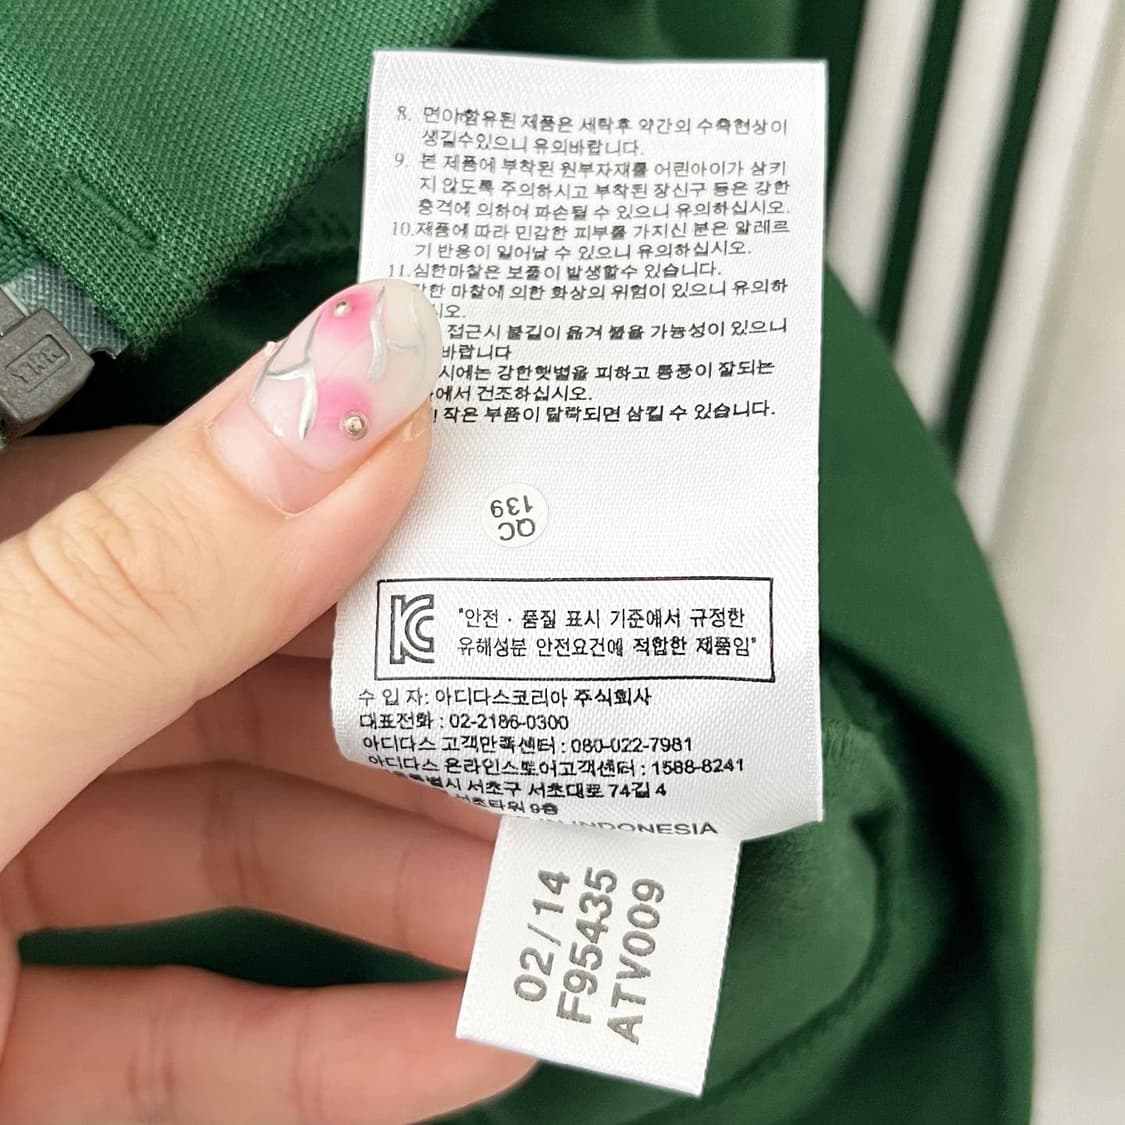 8. 면이함유된 제품은 세탁후 약간의 수축현상이
생길수있으니 유의바랍니다.
9. 본 제품에 부착된 원부자재를 어린아이가 삼키
지 않도록 주의하시고 부착된 장신구 등은 강한
충격에 의하여 파손될 수 있으니 유의하십시오.
10.제품에 따라 민감한 피부를 가지신 분은 알레르
기 반응이 일어날 수 있으니 유의하십시오.
11.심한마찰은 보풀이 발생할수 있습니다.
마찰에 의한 화상의 위험이 있으니 유의하
접근시 불길이 옮겨 붙을 가능성이 있으니
바랍니다
강한햇볕을 피하고 통풍이 잘되는
건조하십시오.
! 작은 부품이 탈락되면 삼킬 수 있습니다.
QC
139
"안전 · 품질 표시 기준에서 규정한
유해성분 안전요건에 적합한 제품임"
수 입 자: 아디다스코리아 주식회사
대표전화 : 02-2186-0300
아디다스 고객만족센터 : 080-022-7981
아디다스 온라인스토어고객센터 : 1588-8241
서초구 서초대로 74길 4
9층
INDONESIA
02/14
F95435
ATV009
YKK